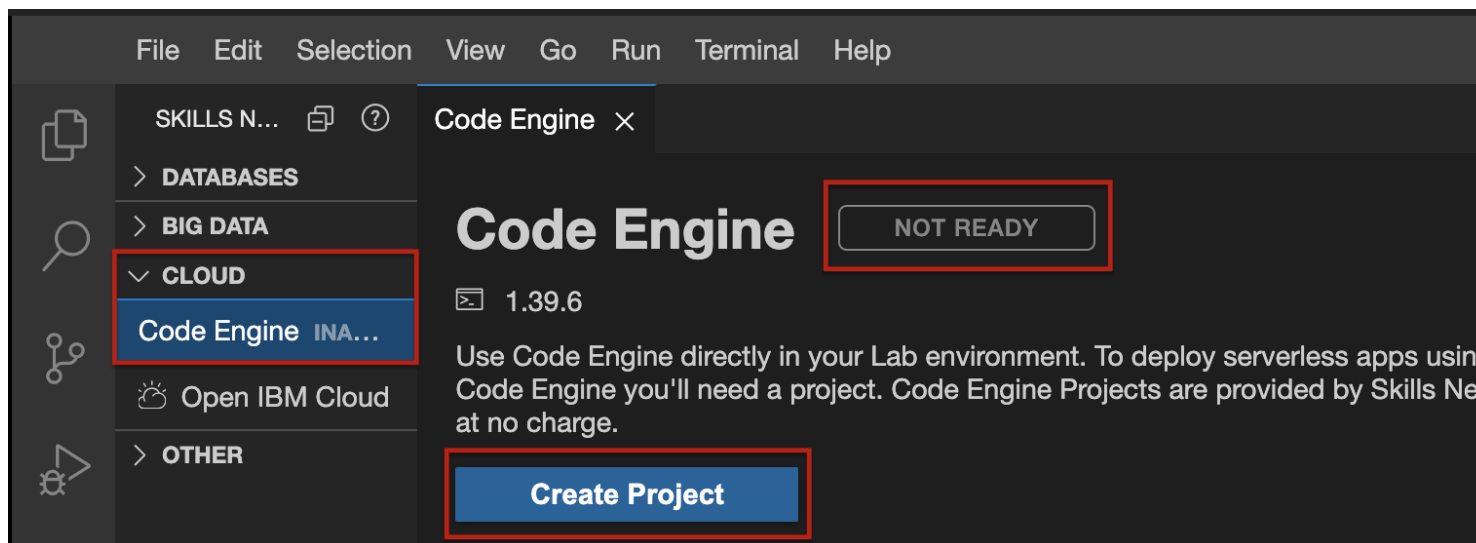 File Edit Selection View Go Run Terminal Help
SKILLS N...
DATABASES
BIG DATA
CLOUD
Code Engine INA...
Open IBM Cloud
OTHER
Code Engine
Code Engine NOT READY
1.39.6
Use Code Engine directly in your Lab environment. To deploy serverless apps usin
Code Engine you'll need a project. Code Engine Projects are provided by Skills Ne
at no charge.
Create Project